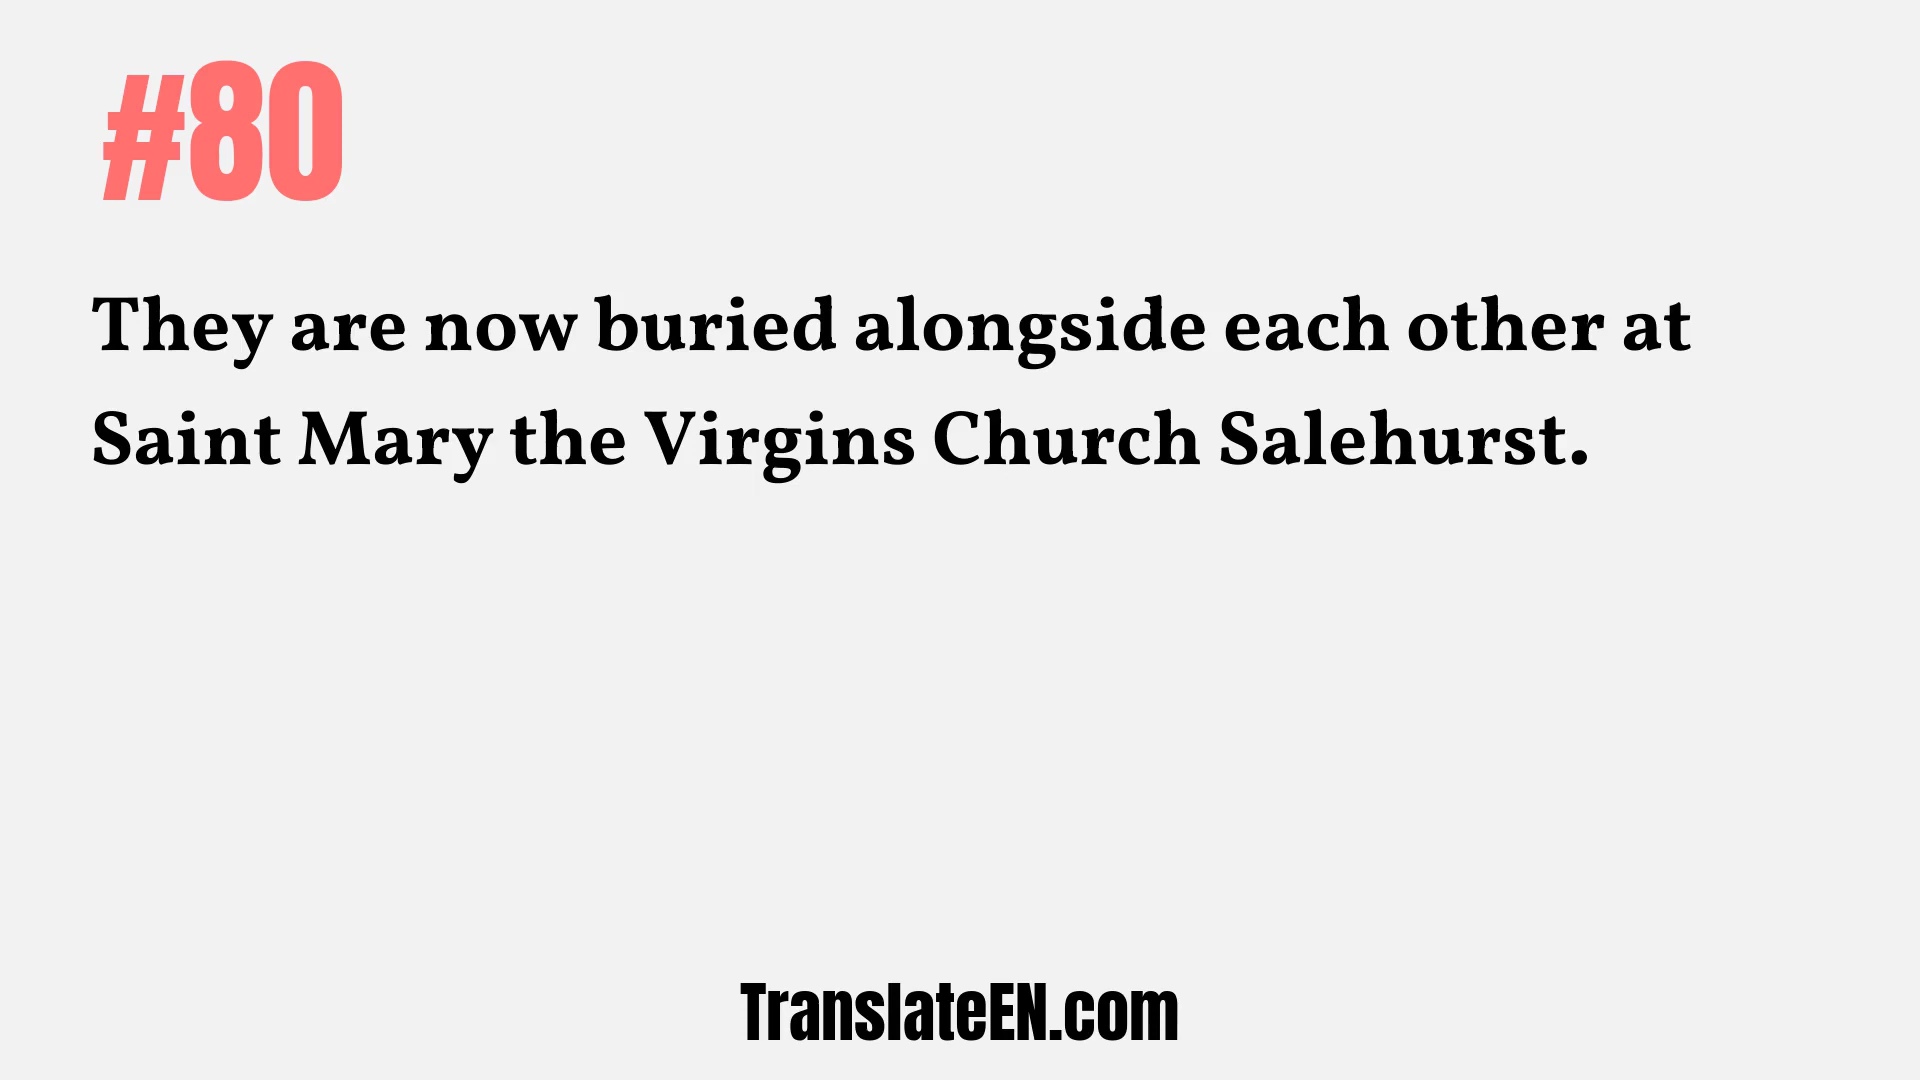 #80
They are now buried alongside each other at
Saint Mary the Virgins Church Salehurst.
TranslateEN.com